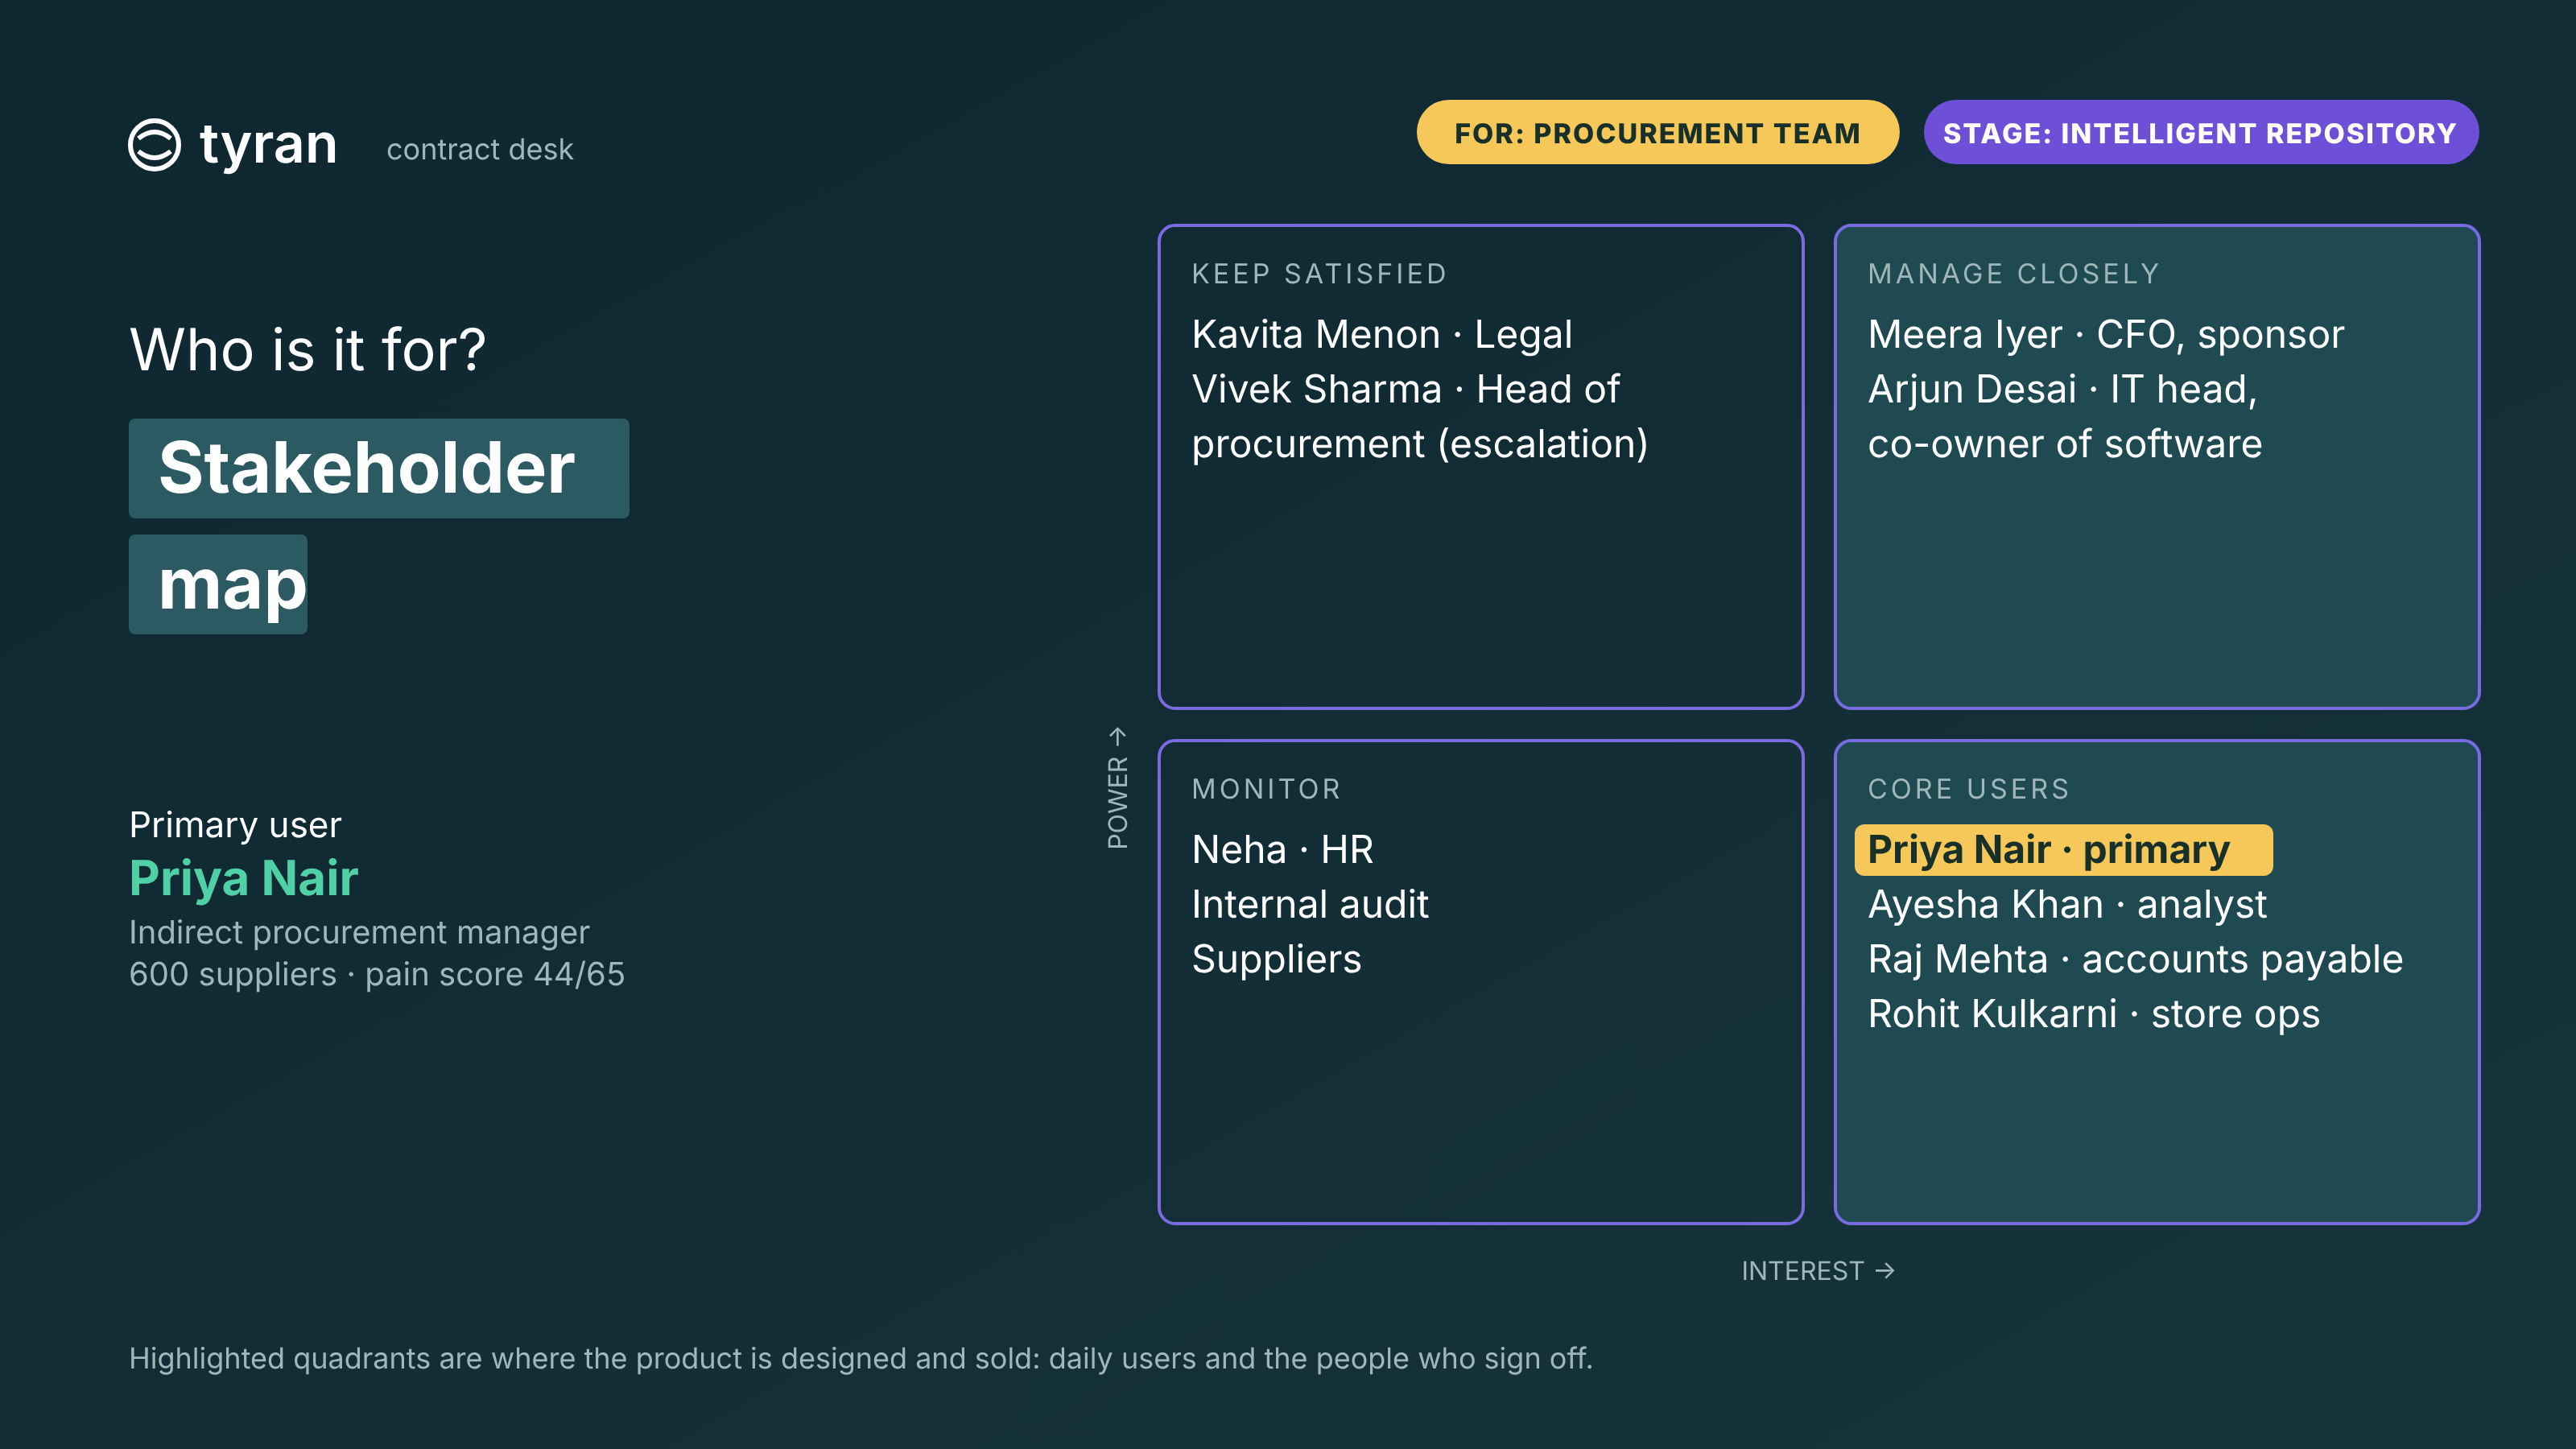 tyran
contract desk
FOR: PROCUREMENT TEAM
STAGE: INTELLIGENT REPOSITORY
Who is it for?
Stakeholder
map
Primary user
Priya Nair
Indirect procurement manager
600 suppliers · pain score 44/65
POWER →
KEEP SATISFIED
Kavita Menon · Legal
Vivek Sharma · Head of
procurement (escalation)
MANAGE CLOSELY
Meera Iyer · CFO, sponsor
Arjun Desai · IT head,
co-owner of software
MONITOR
Neha · HR
Internal audit
Suppliers
CORE USERS
Priya Nair · primary
Ayesha Khan · analyst
Raj Mehta · accounts payable
Rohit Kulkarni · store ops
INTEREST →
Highlighted quadrants are where the product is designed and sold: daily users and the people who sign off.